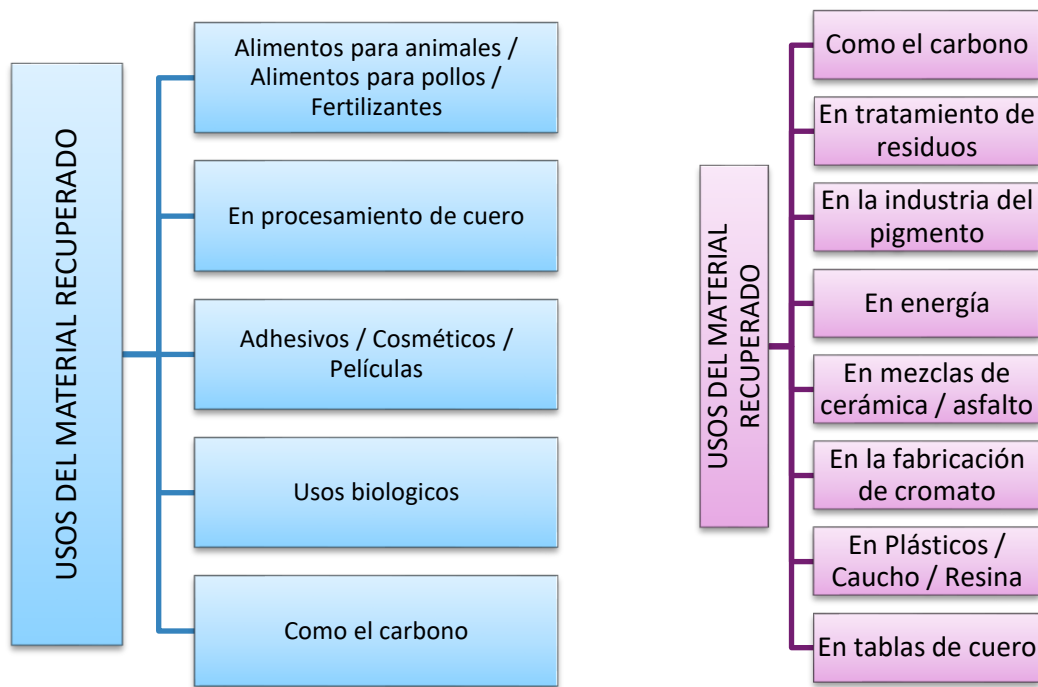 USOS DEL MATERIAL RECUPERADO
Alimentos para animales /
Alimentos para pollos /
Fertilizantes
En procesamiento de cuero
Adhesivos / Cosméticos /
Películas
Usos biologicos
Como el carbono
USOS DEL MATERIAL
RECUPERADO
Como el carbono
En tratamiento de
residuos
En la industria del
pigmento
En energía
En mezclas de
cerámica / asfalto
En la fabricación
de cromato
En Plásticos /
Caucho / Resina
En tablas de cuero